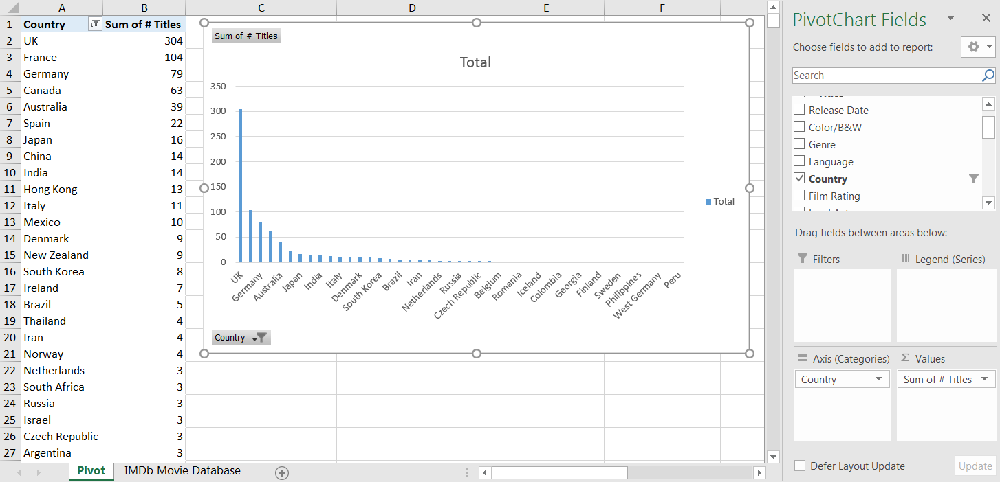 A B C D E F
1 Country Sum of # Titles
2 UK 304
3 France 104
4 Germany 79
5 Canada 63
6 Australia 39
7 Spain 22
8 Japan 16
9 China 14
10 India 14
11 Hong Kong 13
12 Italy 11
13 Mexico 10
14 Denmark 9
15 New Zealand 9
16 South Korea 8
17 Ireland 7
18 Brazil 5
19 Thailand 4
20 Iran 4
21 Norway 4
22 Netherlands 3
23 South Africa 3
24 Russia 3
25 Israel 3
26 Czech Republic 3
27 Argentina 3
Sum of # Titles
Total
350
300
250
200
150
100
50
0
UK Germany Australia Japan India Italy Denmark South Korea Brazil Iran Netherlands Russia Czech Republic Belgium Romania Iceland Colombia Georgia Finland Sweden Philippines West Germany Peru
Total
Country
PivotChart Fields
Choose fields to add to report:
Search
Release Date
Color/B&W
Genre
Language
Country
Film Rating
Drag fields between areas below:
Filters
Legend (Series)
Axis (Categories)
Σ Values
Country
Sum of # Titles
Defer Layout Update
Update
Pivot
IMDb Movie Database